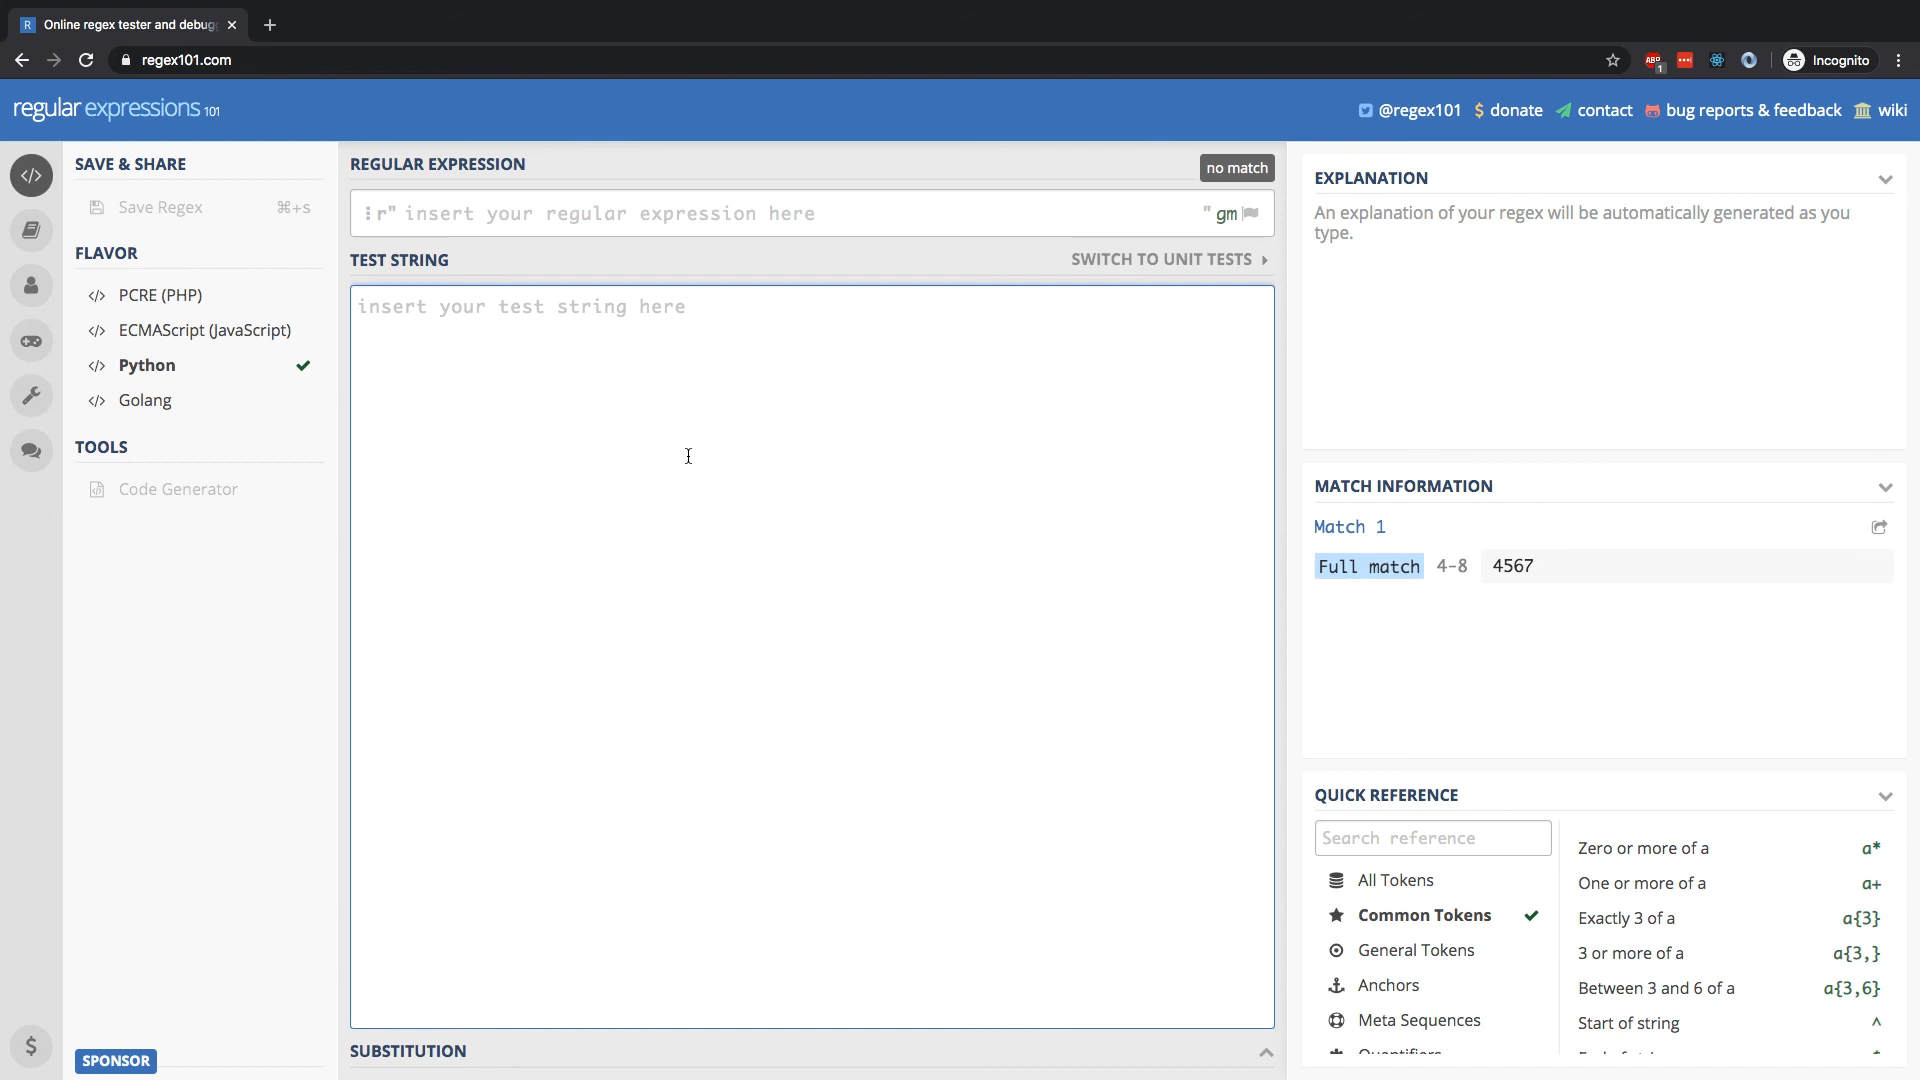 R Online regex tester and debug
regex101.com
ABP
1
Incognito
regular expressions 101
@regex101
$ donate
contact
bug reports & feedback
wiki
SAVE & SHARE
Save Regex ⌘+s
FLAVOR
</> PCRE (PHP)
</> ECMAScript (JavaScript)
</> Python
</> Golang
TOOLS
Code Generator
$
SPONSOR
REGULAR EXPRESSION
no match
r" insert your regular expression here " gm
TEST STRING
SWITCH TO UNIT TESTS
insert your test string here
SUBSTITUTION
EXPLANATION
An explanation of your regex will be automatically generated as you
type.
MATCH INFORMATION
Match 1
Full match 4-8 4567
QUICK REFERENCE
Search reference
All Tokens
Common Tokens
General Tokens
Anchors
Meta Sequences
Zero or more of a a*
One or more of a a+
Exactly 3 of a a{3}
3 or more of a a{3,}
Between 3 and 6 of a a{3,6}
Start of string ^